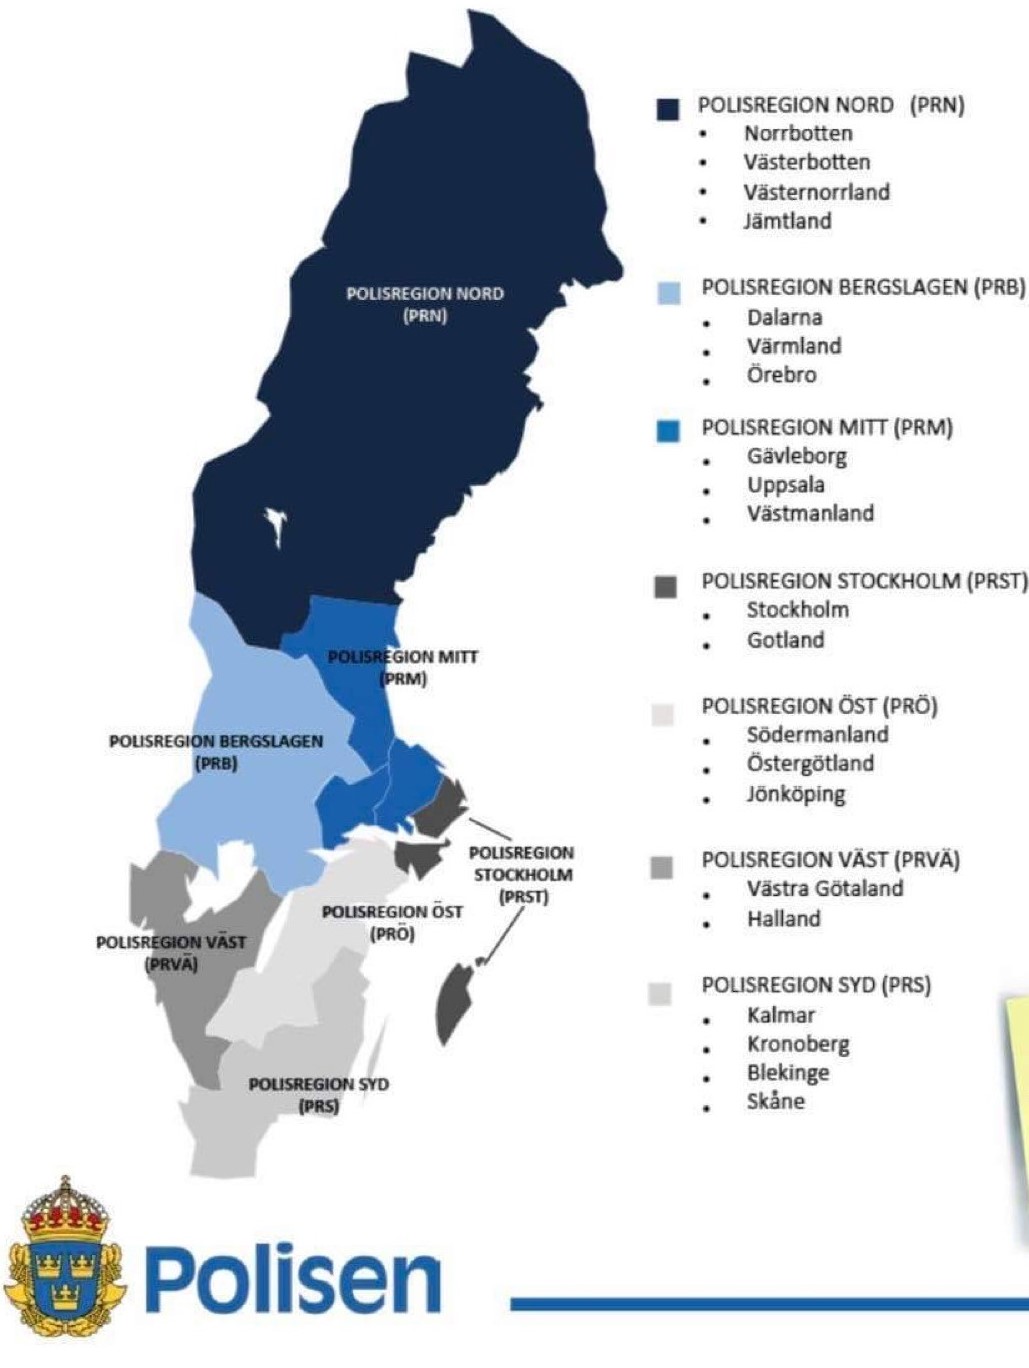 POLISREGION NORD (PRN)
• Norrbotten
• Västerbotten
• Västernorrland
• Jämtland
POLISREGION BERGSLAGEN (PRB)
• Dalarna
• Värmland
• Örebro
POLISREGION MITT (PRM)
• Gävleborg
• Uppsala
• Västmanland
POLISREGION STOCKHOLM (PRST)
• Stockholm
• Gotland
POLISREGION ÖST (PRÖ)
• Södermanland
• Östergötland
• Jönköping
POLISREGION VÄST (PRVÄ)
• Västra Götaland
• Halland
POLISREGION SYD (PRS)
• Kalmar
• Kronoberg
• Blekinge
• Skåne
POLISREGION NORD
(PRN)
POLISREGION MITT
(PRM)
POLISREGION BERGSLAGEN
(PRB)
POLISREGION
STOCKHOLM
(PRST)
POLISREGION ÖST
(PRÖ)
POLISREGION VÄST
(PRVÄ)
POLISREGION SYD
(PRS)
Polisen